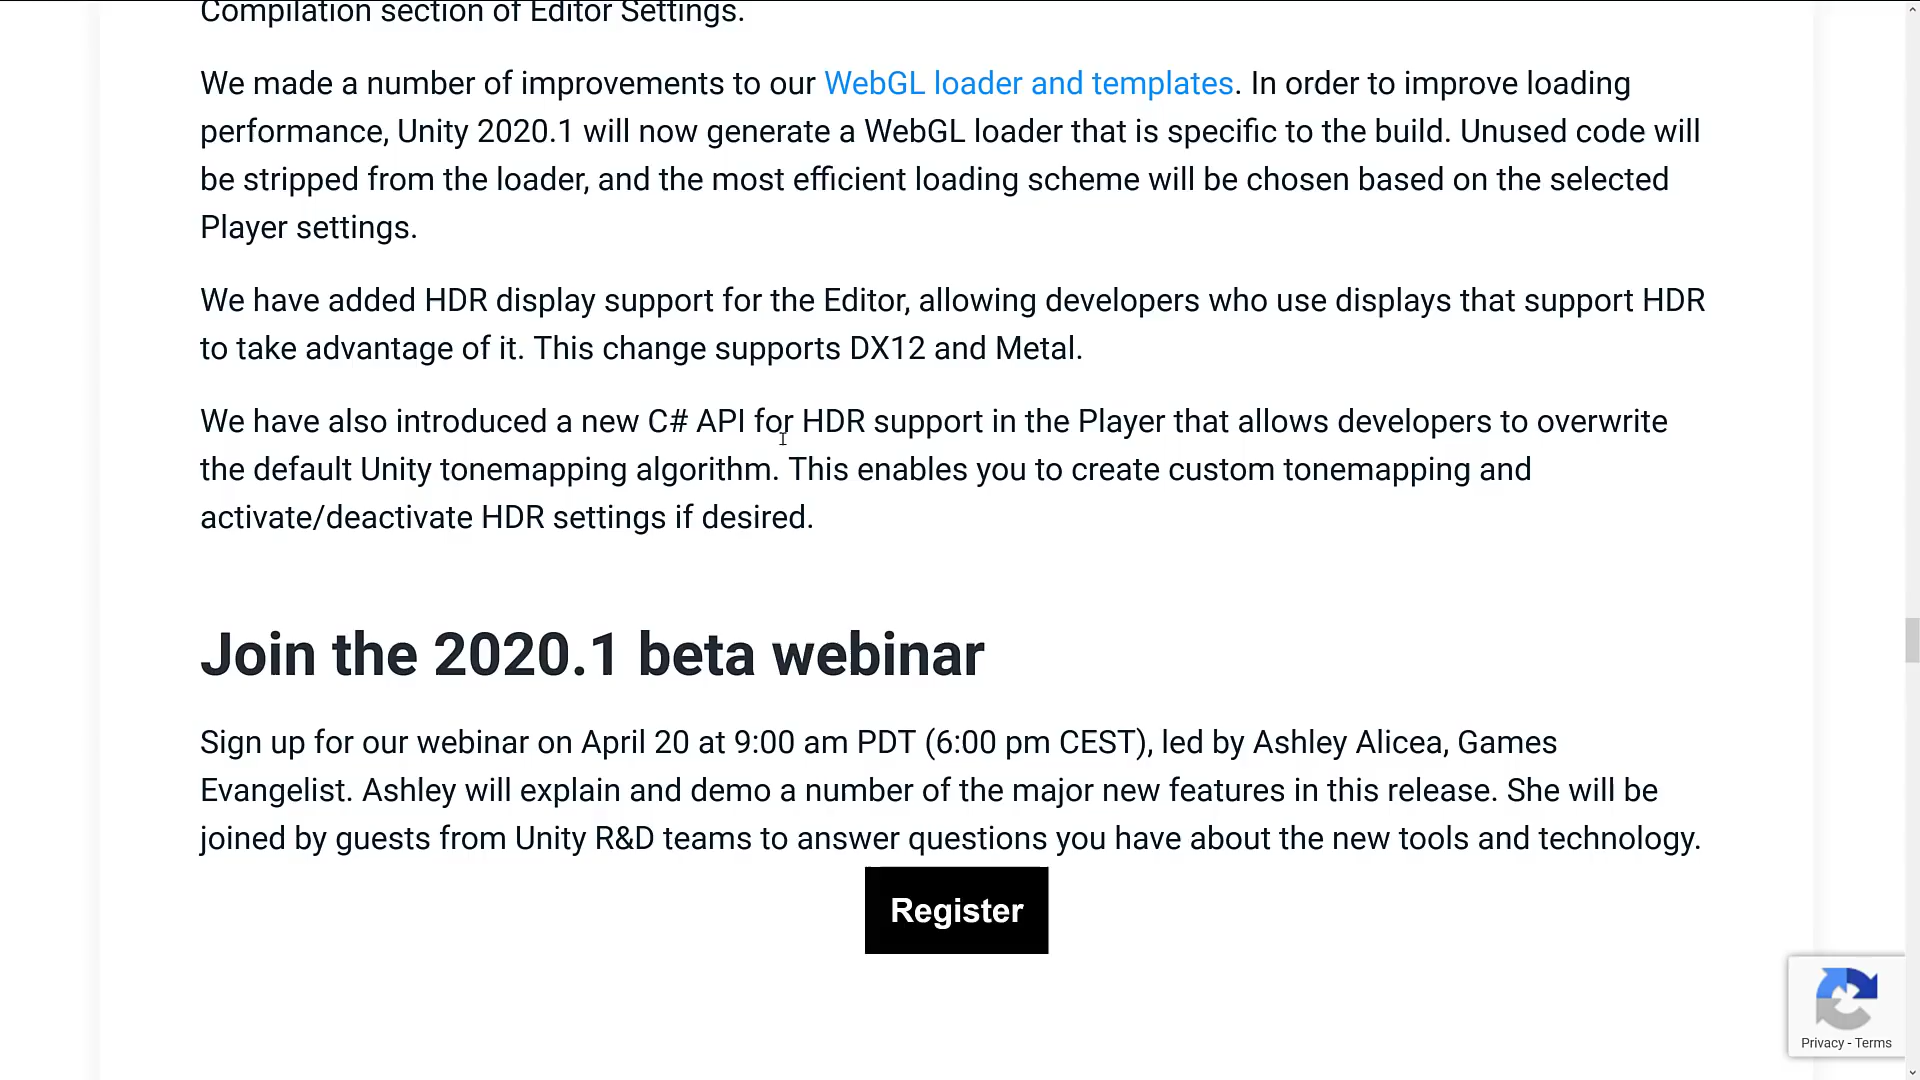 Compilation section of Editor Settings.
We made a number of improvements to our WebGL loader and templates. In order to improve loading
performance, Unity 2020.1 will now generate a WebGL loader that is specific to the build. Unused code will
be stripped from the loader, and the most efficient loading scheme will be chosen based on the selected
Player settings.
We have added HDR display support for the Editor, allowing developers who use displays that support HDR
to take advantage of it. This change supports DX12 and Metal.
We have also introduced a new C# API for HDR support in the Player that allows developers to overwrite
the default Unity tonemapping algorithm. This enables you to create custom tonemapping and
activate/deactivate HDR settings if desired.
Join the 2020.1 beta webinar
Sign up for our webinar on April 20 at 9:00 am PDT (6:00 pm CEST), led by Ashley Alicea, Games
Evangelist. Ashley will explain and demo a number of the major new features in this release. She will be
joined by guests from Unity R&D teams to answer questions you have about the new tools and technology.
Register
Privacy - Terms